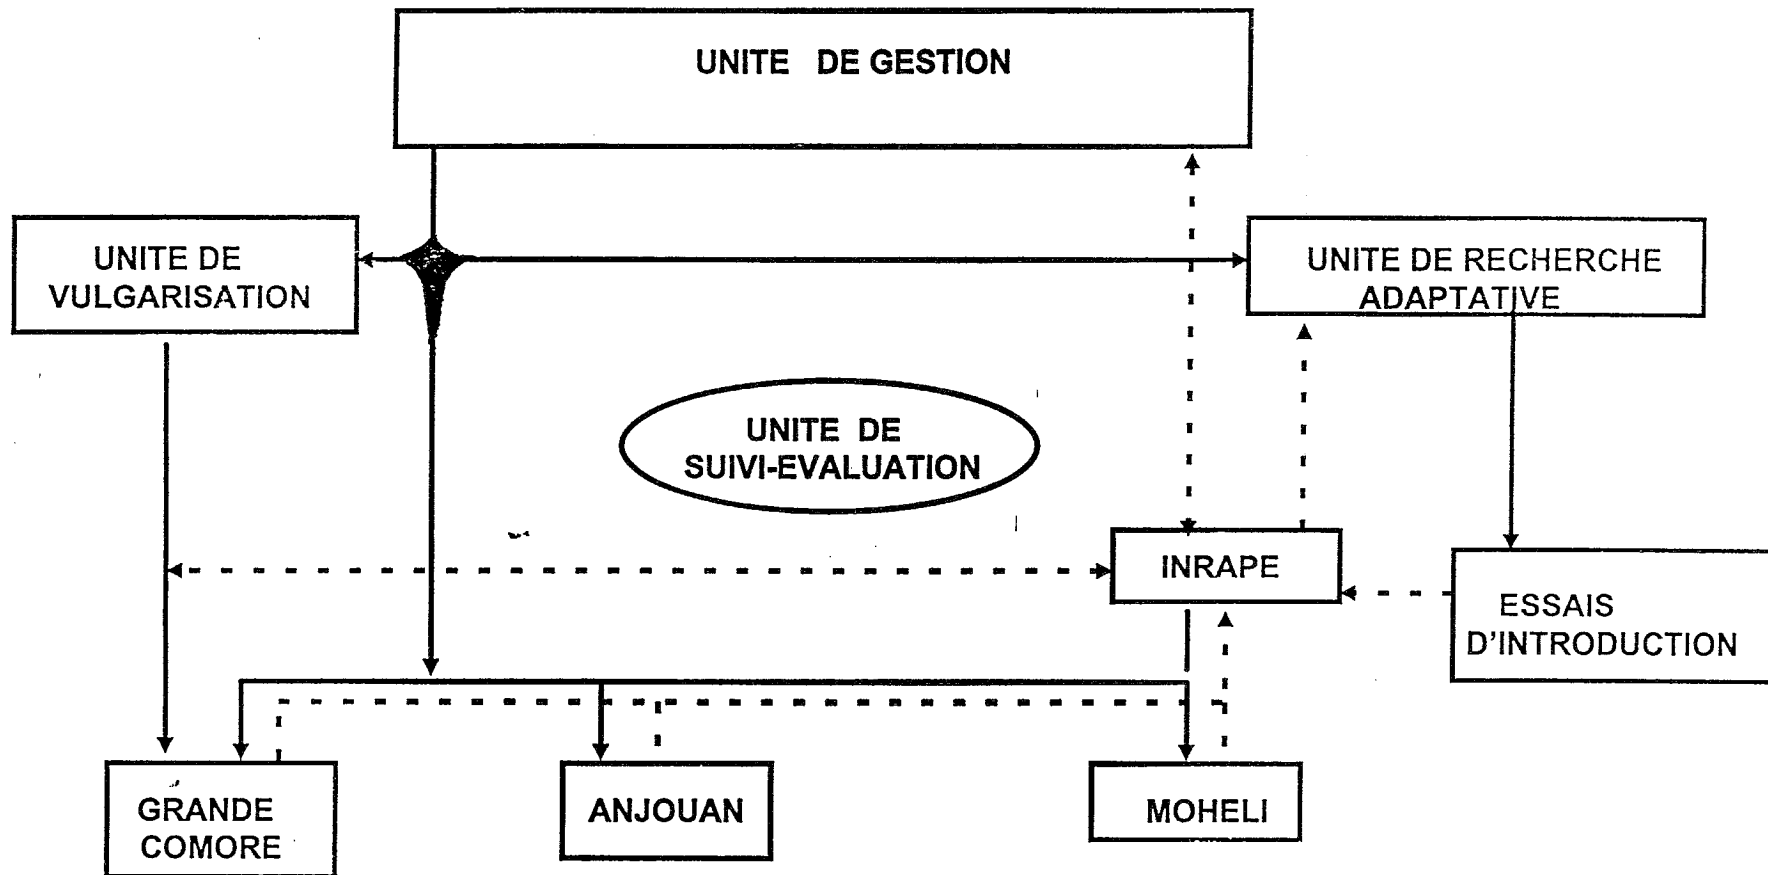 UNITE DE GESTION
UNITE DE
VULGARISATION
UNITE DE RECHERCHE
ADAPTATIVE
UNITE DE
SUIVI-EVALUATION
INRAPE
ESSAIS
D'INTRODUCTION
GRANDE
COMORE
ANJOUAN
MOHELI